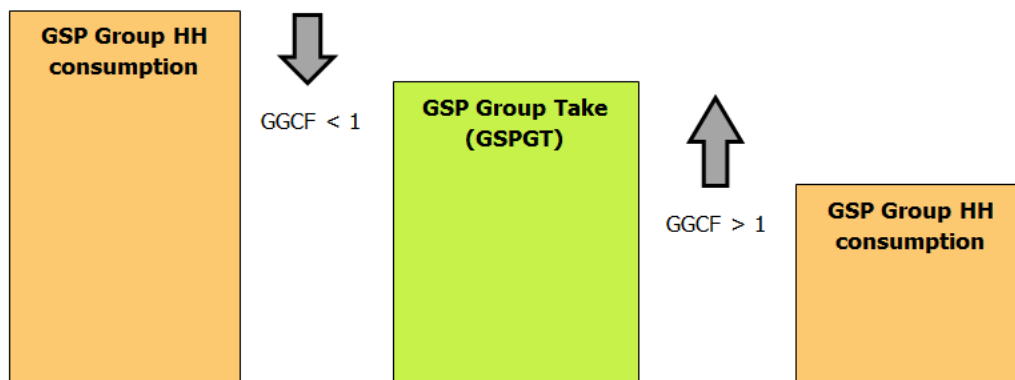 GSP Group HH
consumption
GGCF < 1
GSP Group Take
(GSPGT)
GGCF > 1
GSP Group HH
consumption